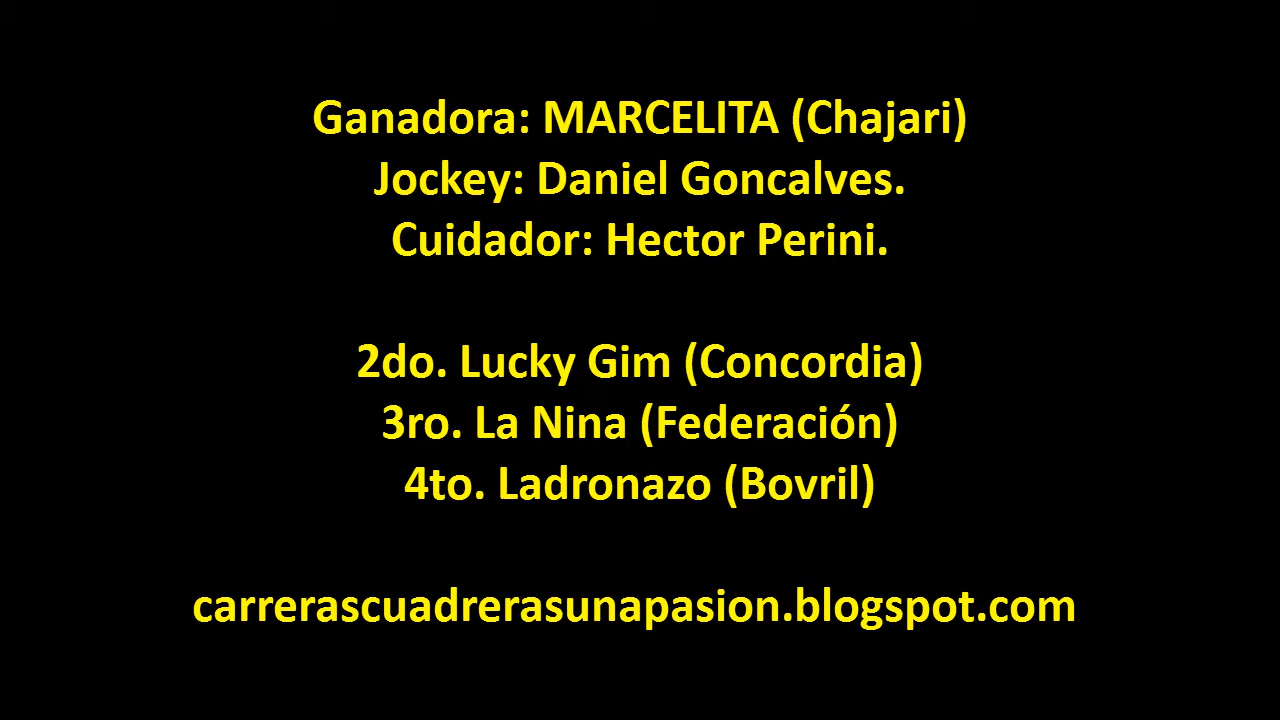 Ganadora: MARCELITA (Chajari)
Jockey: Daniel Goncalves.
Cuidador: Hector Perini.
2do. Lucky Gim (Concordia)
3ro. La Nina (Federación)
4to. Ladronazo (Bovril)
carrerascuadrerasunapasion.blogspot.com